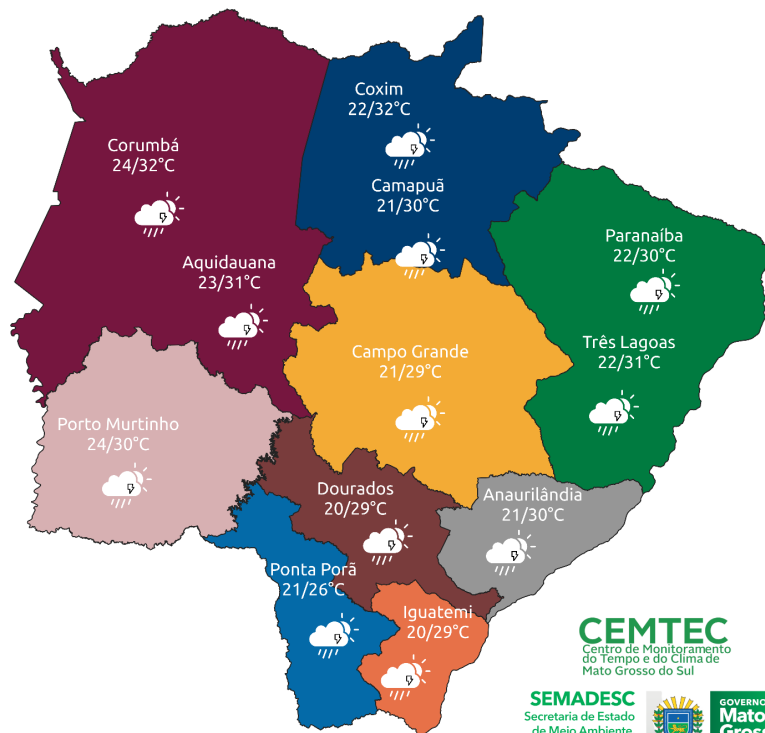 Coxim
22/32°C
Corumbá
24/32°C
Camapuã
21/30°C
Paranaíba
22/30°C
Aquidauana
23/31°C
Três Lagoas
22/31°C
Campo Grande
21/29°C
Porto Murtinho
24/30°C
Dourados
20/29°C
Anaurilândia
21/30°C
Ponta Porã
21/26°C
Iguatemi
20/29°C
CEMTEC
Centro de Monitoramento
do Tempo e do Clima de
Mato Grosso do Sul
SEMADESC
Secretaria de Estado
de Meio Ambiente
GOVERNO
Mato
Gros